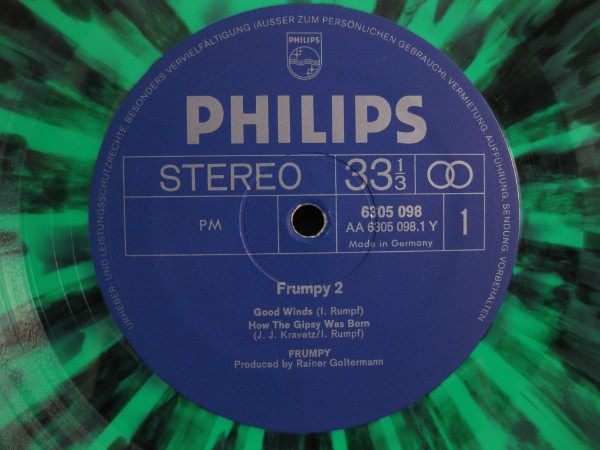 URHEBER- UND LEISTUNGSSCHUTZRECHTE, BESONDERS VERVIELFÄLTIGUNG (AUSSER ZUM PERSÖNLICHEN GEBRAUCH), VERMIETUNG, AUFFÜHRUNG, SENDUNG, VORBEHALTEN
PHILIPS
PHILIPS
STEREO 33 1/3
PM 6305 098 1
AA 6305 098.1 Y
Made in Germany
Frumpy 2
Good Winds (I. Rumpf)
How The Gipsy Was Born
(J. J. Kravetz/I. Rumpf)
FRUMPY
Produced by Rainer Goltermann